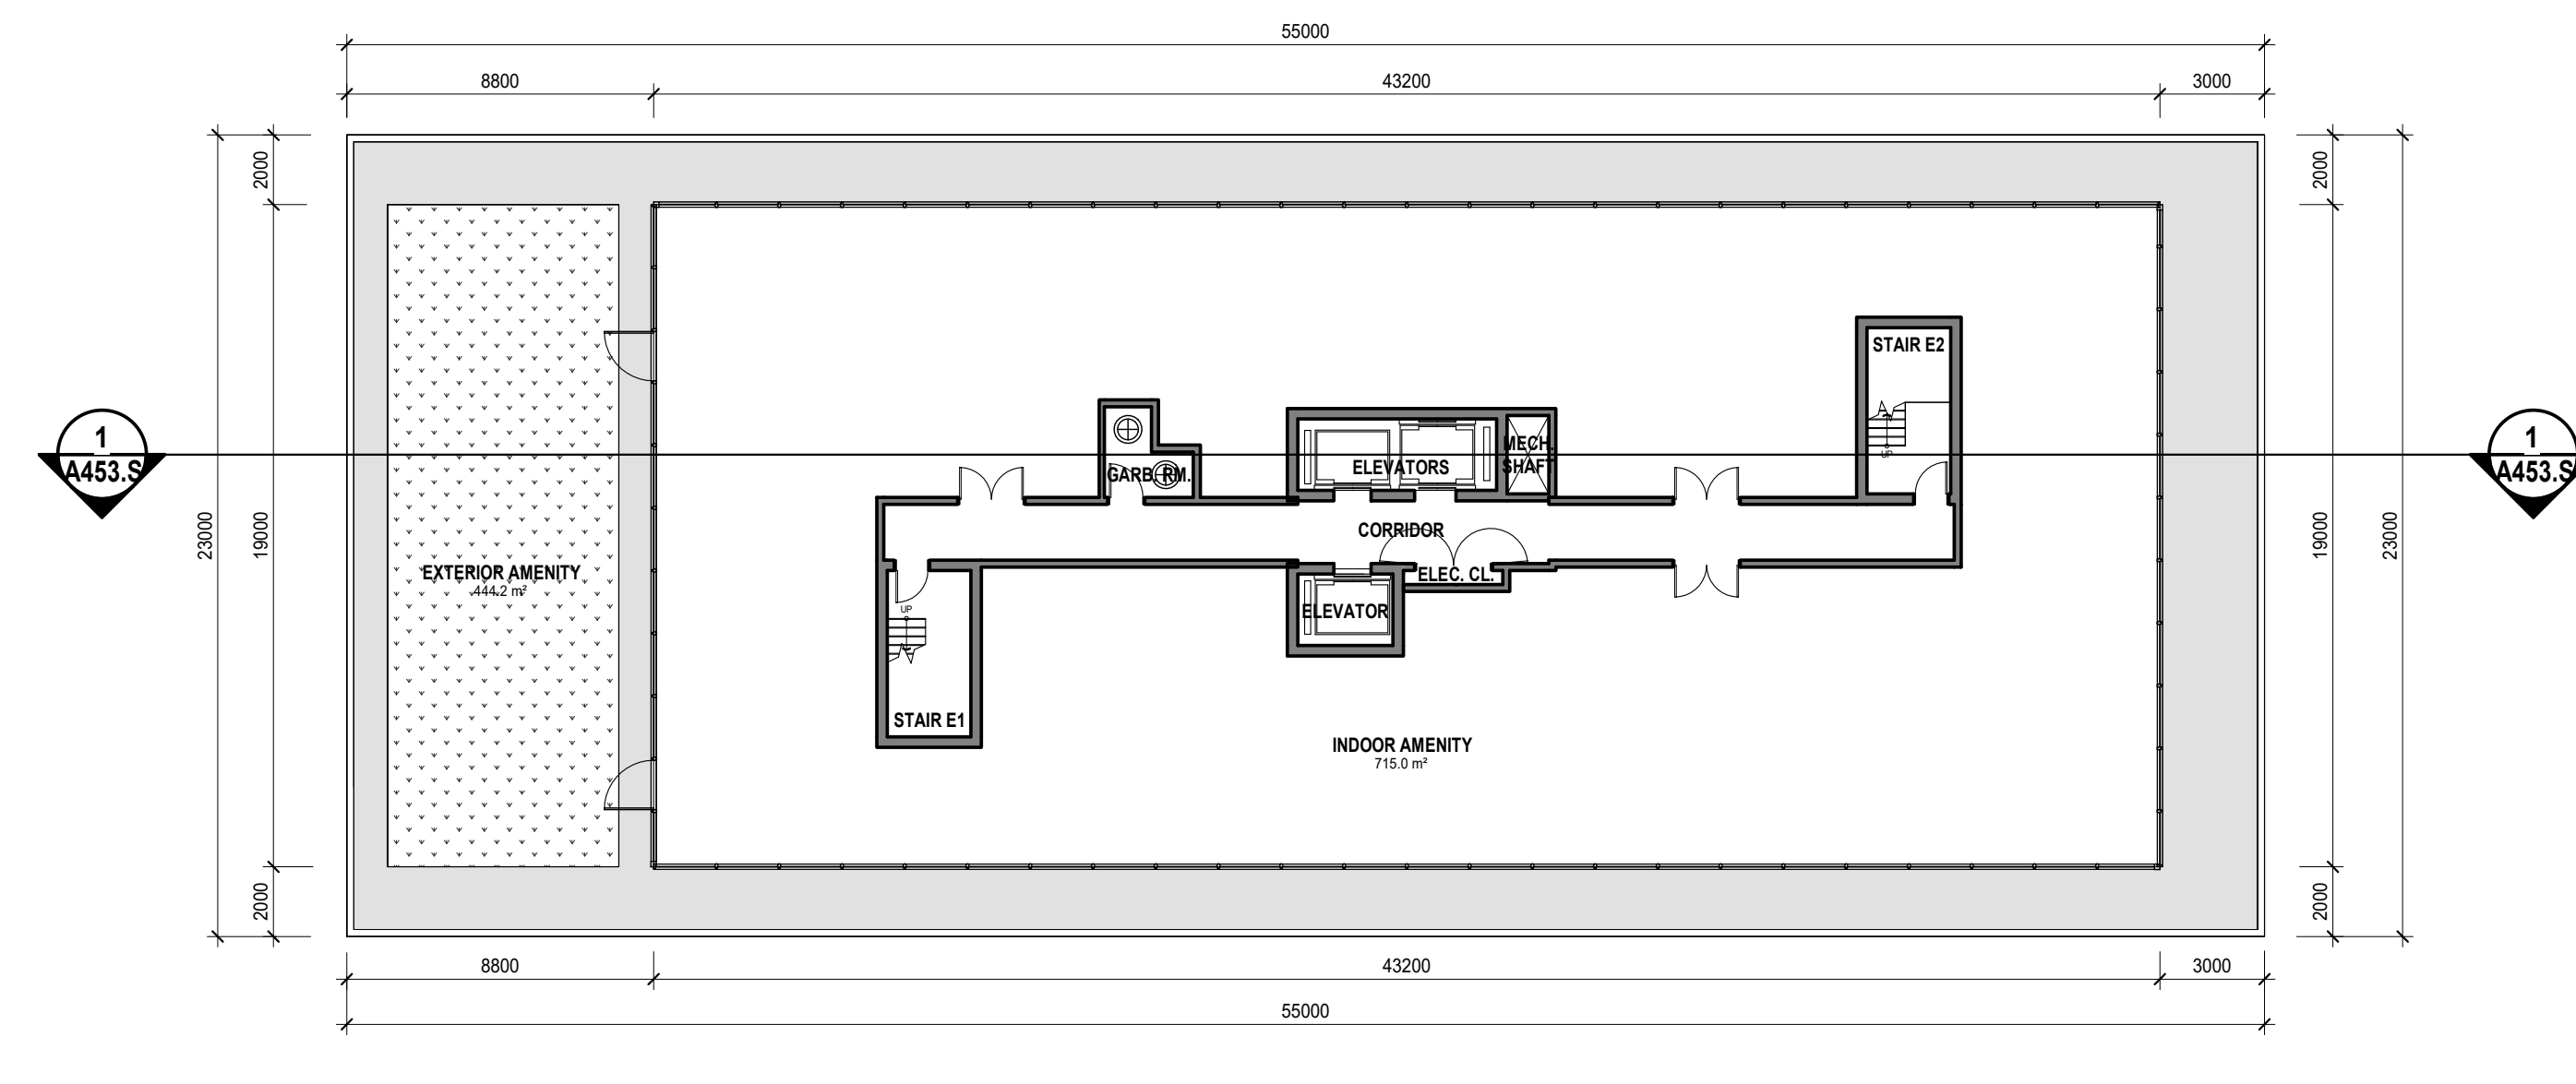 55000
8800
43200
3000
2000
2000
STAIR E2
1
A453.S
1
A453.S
GARB. RM.
ELEVATORS
MECH.
SHAFT
UP
23000
19000
CORRIDOR
19000
23000
EXTERIOR AMENITY
444.2 m²
ELEC. CL.
UP
ELEVATOR
STAIR E1
INDOOR AMENITY
715.0 m²
2000
2000
8800
43200
3000
55000